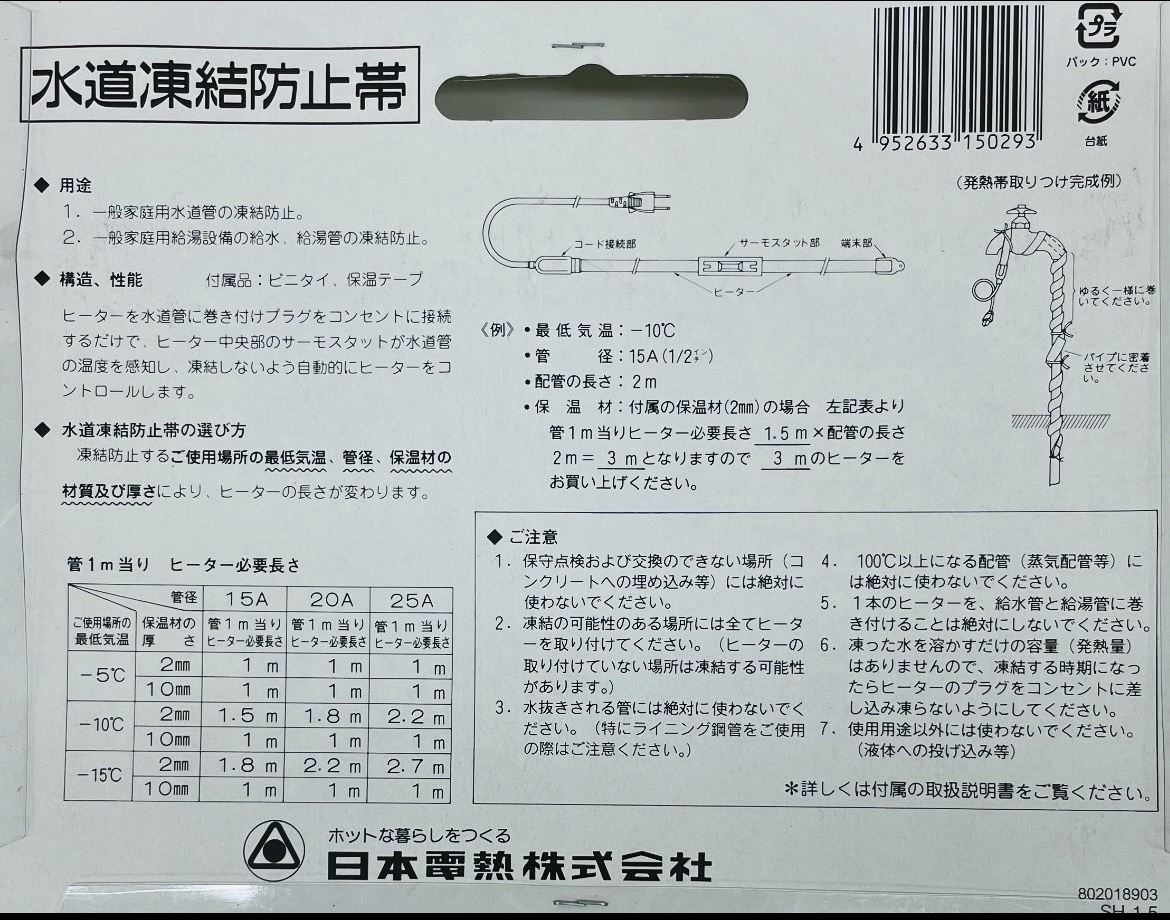 水道凍結防止帯
プラ
パック：PVC
紙
台紙
4 952633 150293
◆ 用途
1．一般家庭用水道管の凍結防止。
2．一般家庭用給湯設備の給水、給湯管の凍結防止。
◆ 構造、性能　付属品：ビニタイ、保温テープ
ヒーターを水道管に巻き付けプラグをコンセントに接続
するだけで、ヒーター中央部のサーモスタットが水道管
の温度を感知し、凍結しないよう自動的にヒーターをコ
ントロールします。
◆ 水道凍結防止帯の選び方
凍結防止するご使用場所の最低気温、管径、保温材の
材質及び厚さにより、ヒーターの長さが変わります。
管1m当り　ヒーター必要長さ
管径 15A 20A 25A
ご使用場所の 保温材の 管1m当り 管1m当り 管1m当り
最低気温 厚さ ヒーター必要長さ ヒーター必要長さ ヒーター必要長さ
−5℃ 2mm 1m 1m 1m
10mm 1m 1m 1m
−10℃ 2mm 1.5m 1.8m 2.2m
10mm 1m 1m 1m
−15℃ 2mm 1.8m 2.2m 2.7m
10mm 1m 1m 1m
コード接続部
サーモスタット部
端末部
ヒーター
（発熱帯取りつけ完成例）
ゆるく一様に巻
いてください。
パイプに密着
させてくださ
い。
《例》•最低気温：−10℃
•管　　径：15A（1/2インチ）
•配管の長さ：2m
•保温材：付属の保温材(2mm)の場合　左記表より
管1m当りヒーター必要長さ 1.5m×配管の長さ
2m＝ 3mとなりますので 3mのヒーターを
お買い上げください。
◆ ご注意
1．保守点検および交換のできない場所（コ
ンクリートへの埋め込み等）には絶対に
使わないでください。
2．凍結の可能性のある場所には全てヒータ
ーを取り付けてください。（ヒーターの
取り付けていない場所は凍結する可能性
があります。）
3．水抜きされる管には絶対に使わないでく
ださい。（特にライニング鋼管をご使用
の際はご注意ください。）
4．100℃以上になる配管（蒸気配管等）に
は絶対に使わないでください。
5．1本のヒーターを、給水管と給湯管に巻
き付けることは絶対にしないでください。
6．凍った水を溶かすだけの容量（発熱量）
はありませんので、凍結する時期になっ
たらヒーターのプラグをコンセントに差
し込み凍らないようにしてください。
7．使用用途以外には使わないでください。
（液体への投げ込み等）
＊詳しくは付属の取扱説明書をご覧ください。
ホットな暮らしをつくる
日本電熱株式会社
802018903
SH-1.5